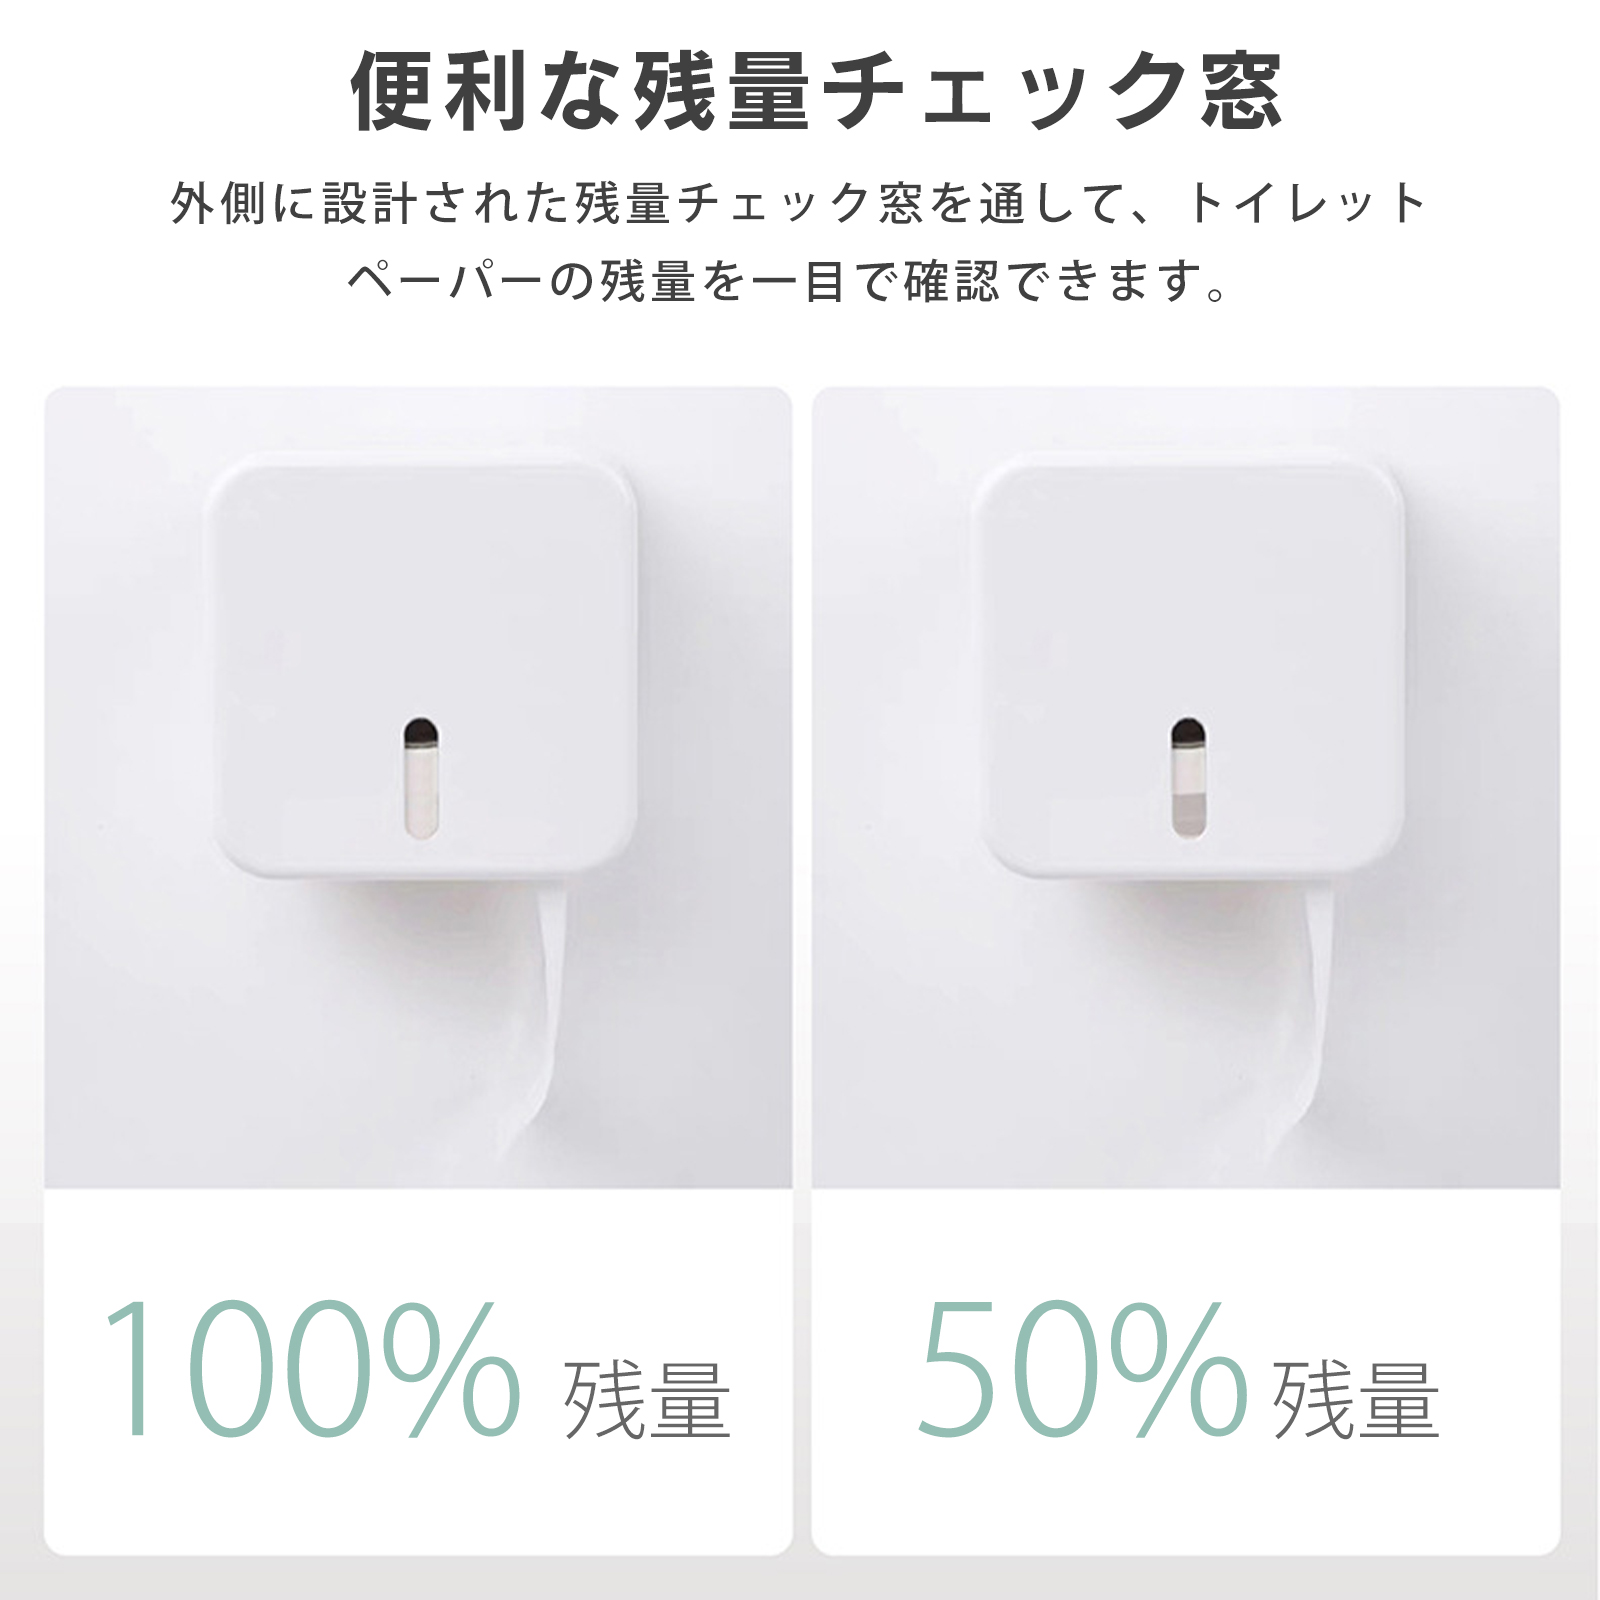 便利な残量チェック窓
外側に設計された残量チェック窓を通して、トイレット
ペーパーの残量を一目で確認できます。
100% 残量
50% 残量